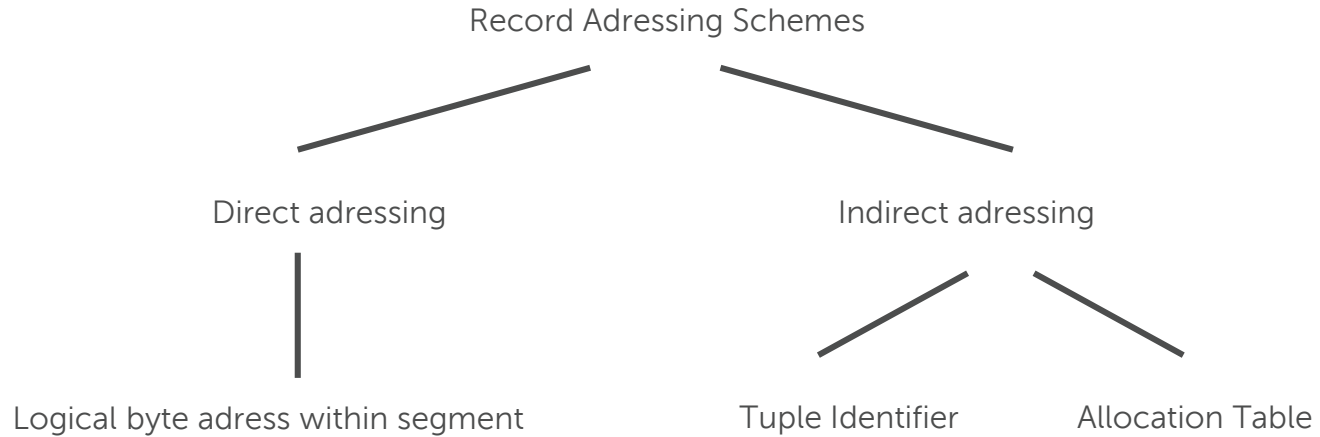 Record Adressing Schemes
Direct adressing
Indirect adressing
Logical byte adress within segment
Tuple Identifier
Allocation Table